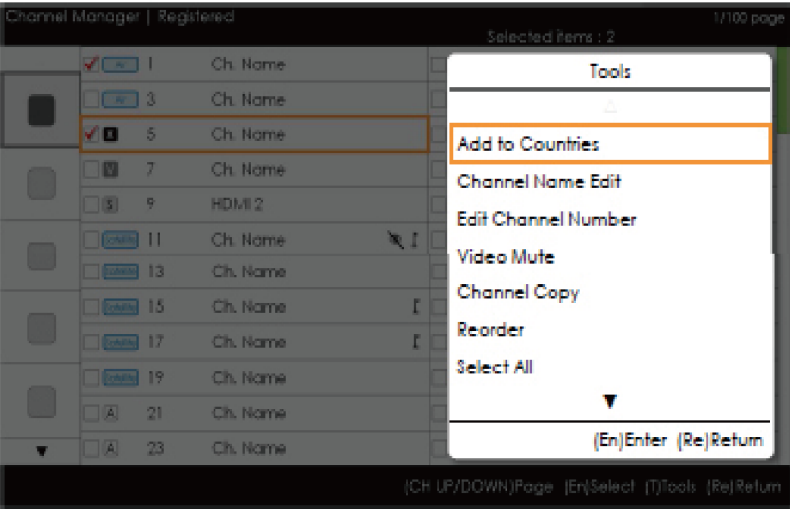 Channel Manager | Registered
1/100 page
Selected items : 2
AV 1 Ch. Name
AV 3 Ch. Name
5 Ch. Name
V 7 Ch. Name
S 9 HDMI 2
11 Ch. Name
13 Ch. Name
15 Ch. Name
17 Ch. Name
19 Ch. Name
A 21 Ch. Name
A 23 Ch. Name
Tools
Add to Countries
Channel Name Edit
Edit Channel Number
Video Mute
Channel Copy
Reorder
Select All
(En)Enter (Re)Return
(CH UP/DOWN)Page (En)Select (T)Tools (Re)Return